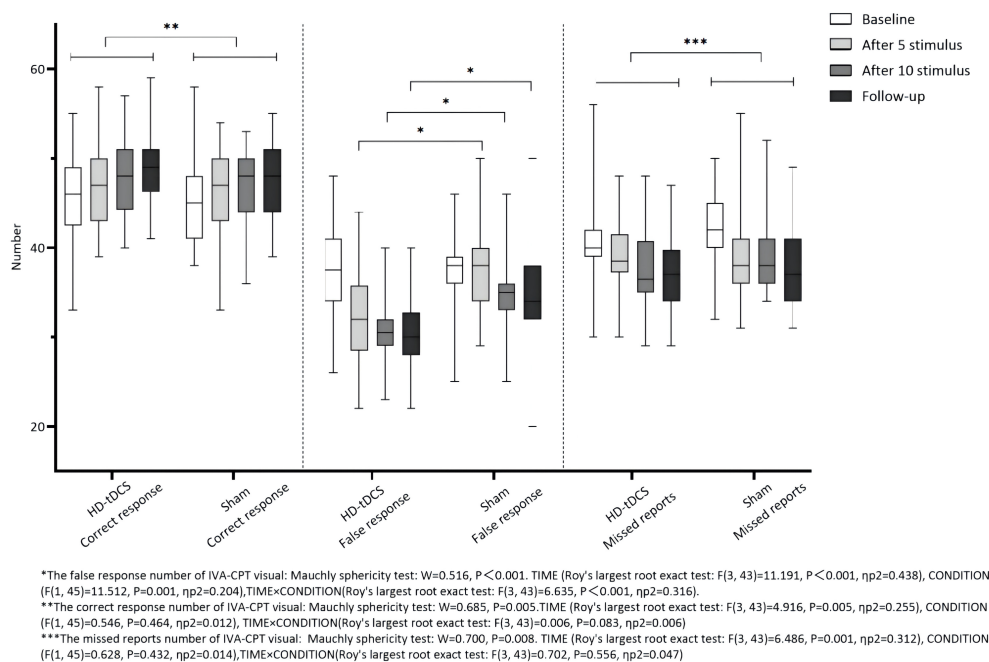 **
***
*
*
*
Baseline
After 5 stimulus
After 10 stimulus
Follow-up
60
40
20
Number
HD-tDCS
Correct response
Sham
Correct response
HD-tDCS
False response
Sham
False response
HD-tDCS
Missed reports
Sham
Missed reports
*The false response number of IVA-CPT visual: Mauchly sphericity test: W=0.516, P＜0.001. TIME (Roy's largest root exact test: F(3, 43)=11.191, P＜0.001, ηp2=0.438), CONDITION
(F(1, 45)=11.512, P=0.001, ηp2=0.204),TIME×CONDITION(Roy's largest root exact test: F(3, 43)=6.635, P＜0.001, ηp2=0.316).
**The correct response number of IVA-CPT visual: Mauchly sphericity test: W=0.685, P=0.005.TIME (Roy's largest root exact test: F(3, 43)=4.916, P=0.005, ηp2=0.255), CONDITION
(F(1, 45)=0.546, P=0.464, ηp2=0.012), TIME×CONDITION(Roy's largest root exact test: F(3, 43)=0.006, P=0.083, ηp2=0.006)
***The missed reports number of IVA-CPT visual: Mauchly sphericity test: W=0.700, P=0.008. TIME (Roy's largest root exact test: F(3, 43)=6.486, P=0.001, ηp2=0.312), CONDITION
(F(1, 45)=0.628, P=0.432, ηp2=0.014),TIME×CONDITION(Roy's largest root exact test: F(3, 43)=0.702, P=0.556, ηp2=0.047)